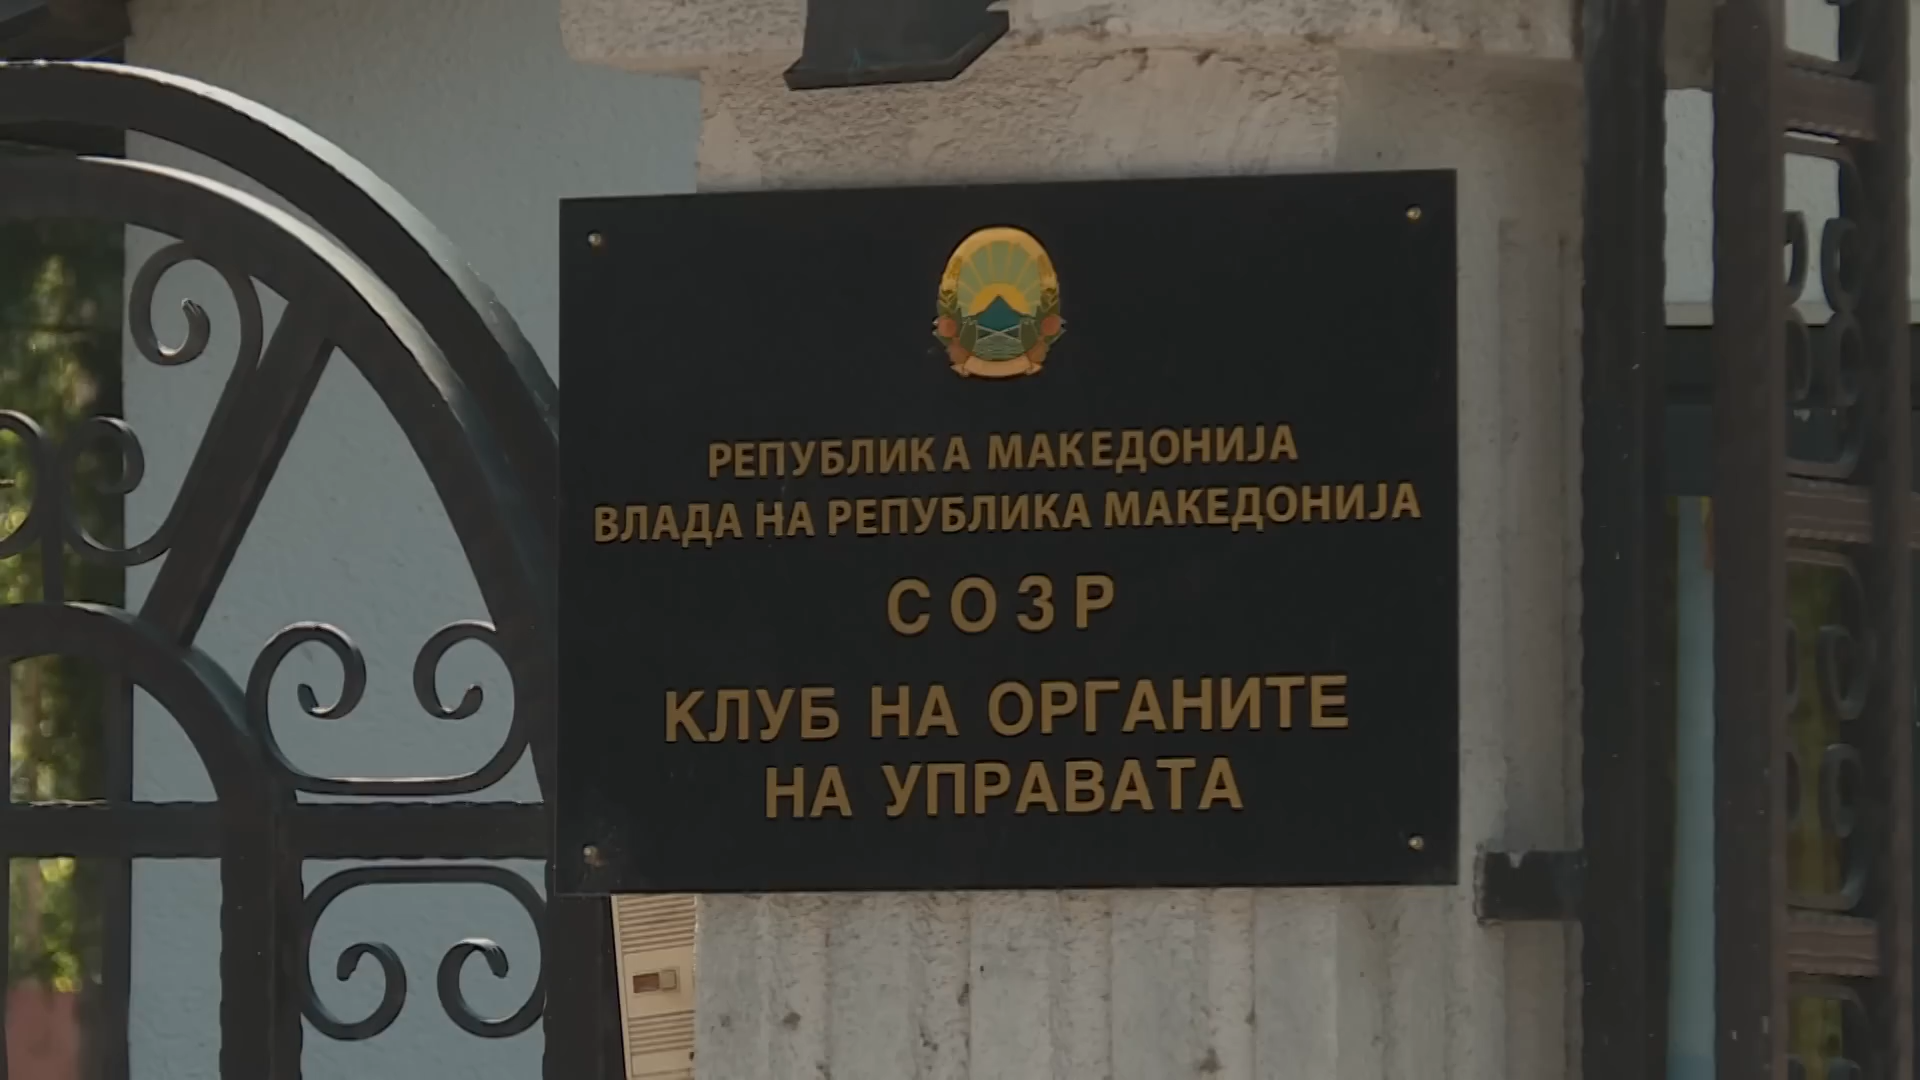 РЕПУБЛИКА МАКЕДОНИЈА
ВЛАДА НА РЕПУБЛИКА МАКЕДОНИЈА
СОЗР
КЛУБ НА ОРГАНИТЕ
НА УПРАВАТА